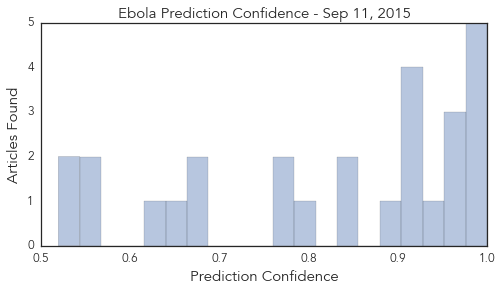 Ebola Prediction Confidence - Sep 11, 2015
Articles Found
5
4
3
2
1
0
0.5 0.6 0.7 0.8 0.9 1.0
Prediction Confidence